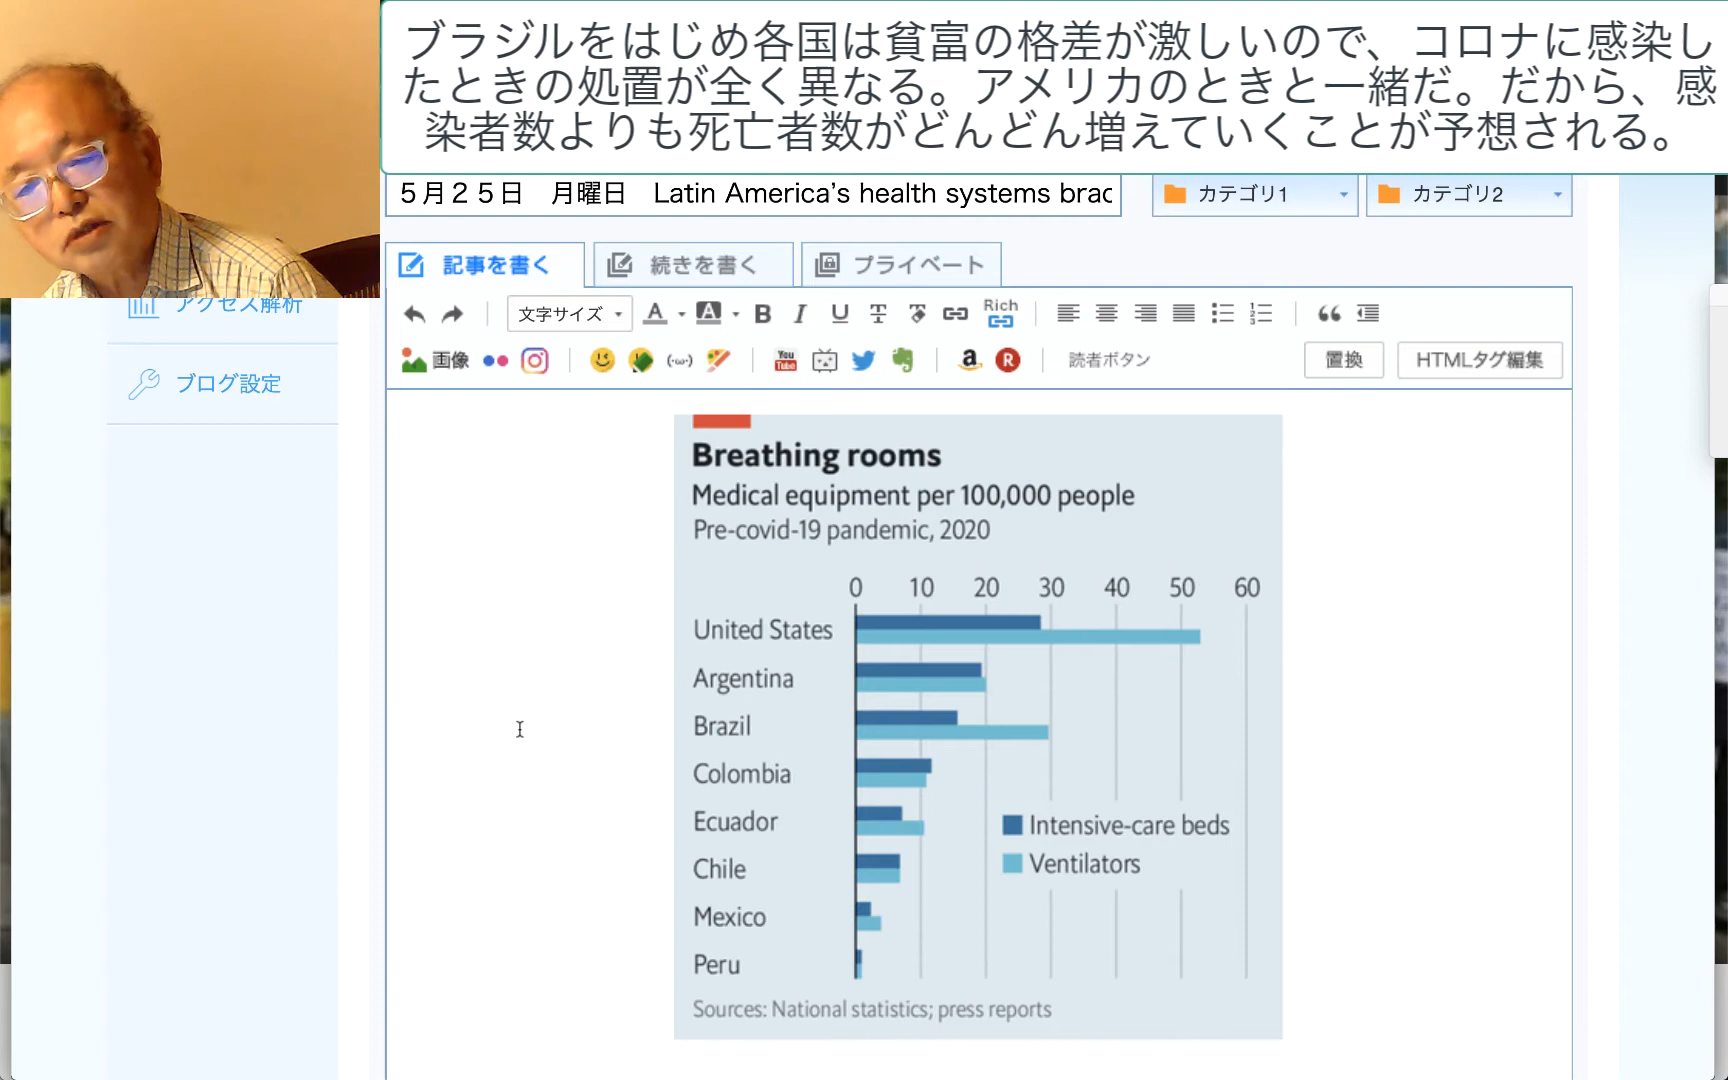 ブラジルをはじめ各国は貧富の格差が激しいので、コロナに感染し
たときの処置が全く異なる。アメリカのときと一緒だ。だから、感
染者数よりも死亡者数がどんどん増えていくことが予想される。
５月２５日　月曜日　Latin America’s health systems brac
カテゴリ1
カテゴリ2
記事を書く
続きを書く
プライベート
アクセス解析
ブログ設定
文字サイズ
A
A
B
I
U
T
Rich
画像
(·ω·)
You Tube
a
R
読者ボタン
置換
HTMLタグ編集
Breathing rooms
Medical equipment per 100,000 people
Pre-covid-19 pandemic, 2020
0 10 20 30 40 50 60
United States
Argentina
Brazil
Colombia
Ecuador
Intensive-care beds
Ventilators
Chile
Mexico
Peru
Sources: National statistics; press reports